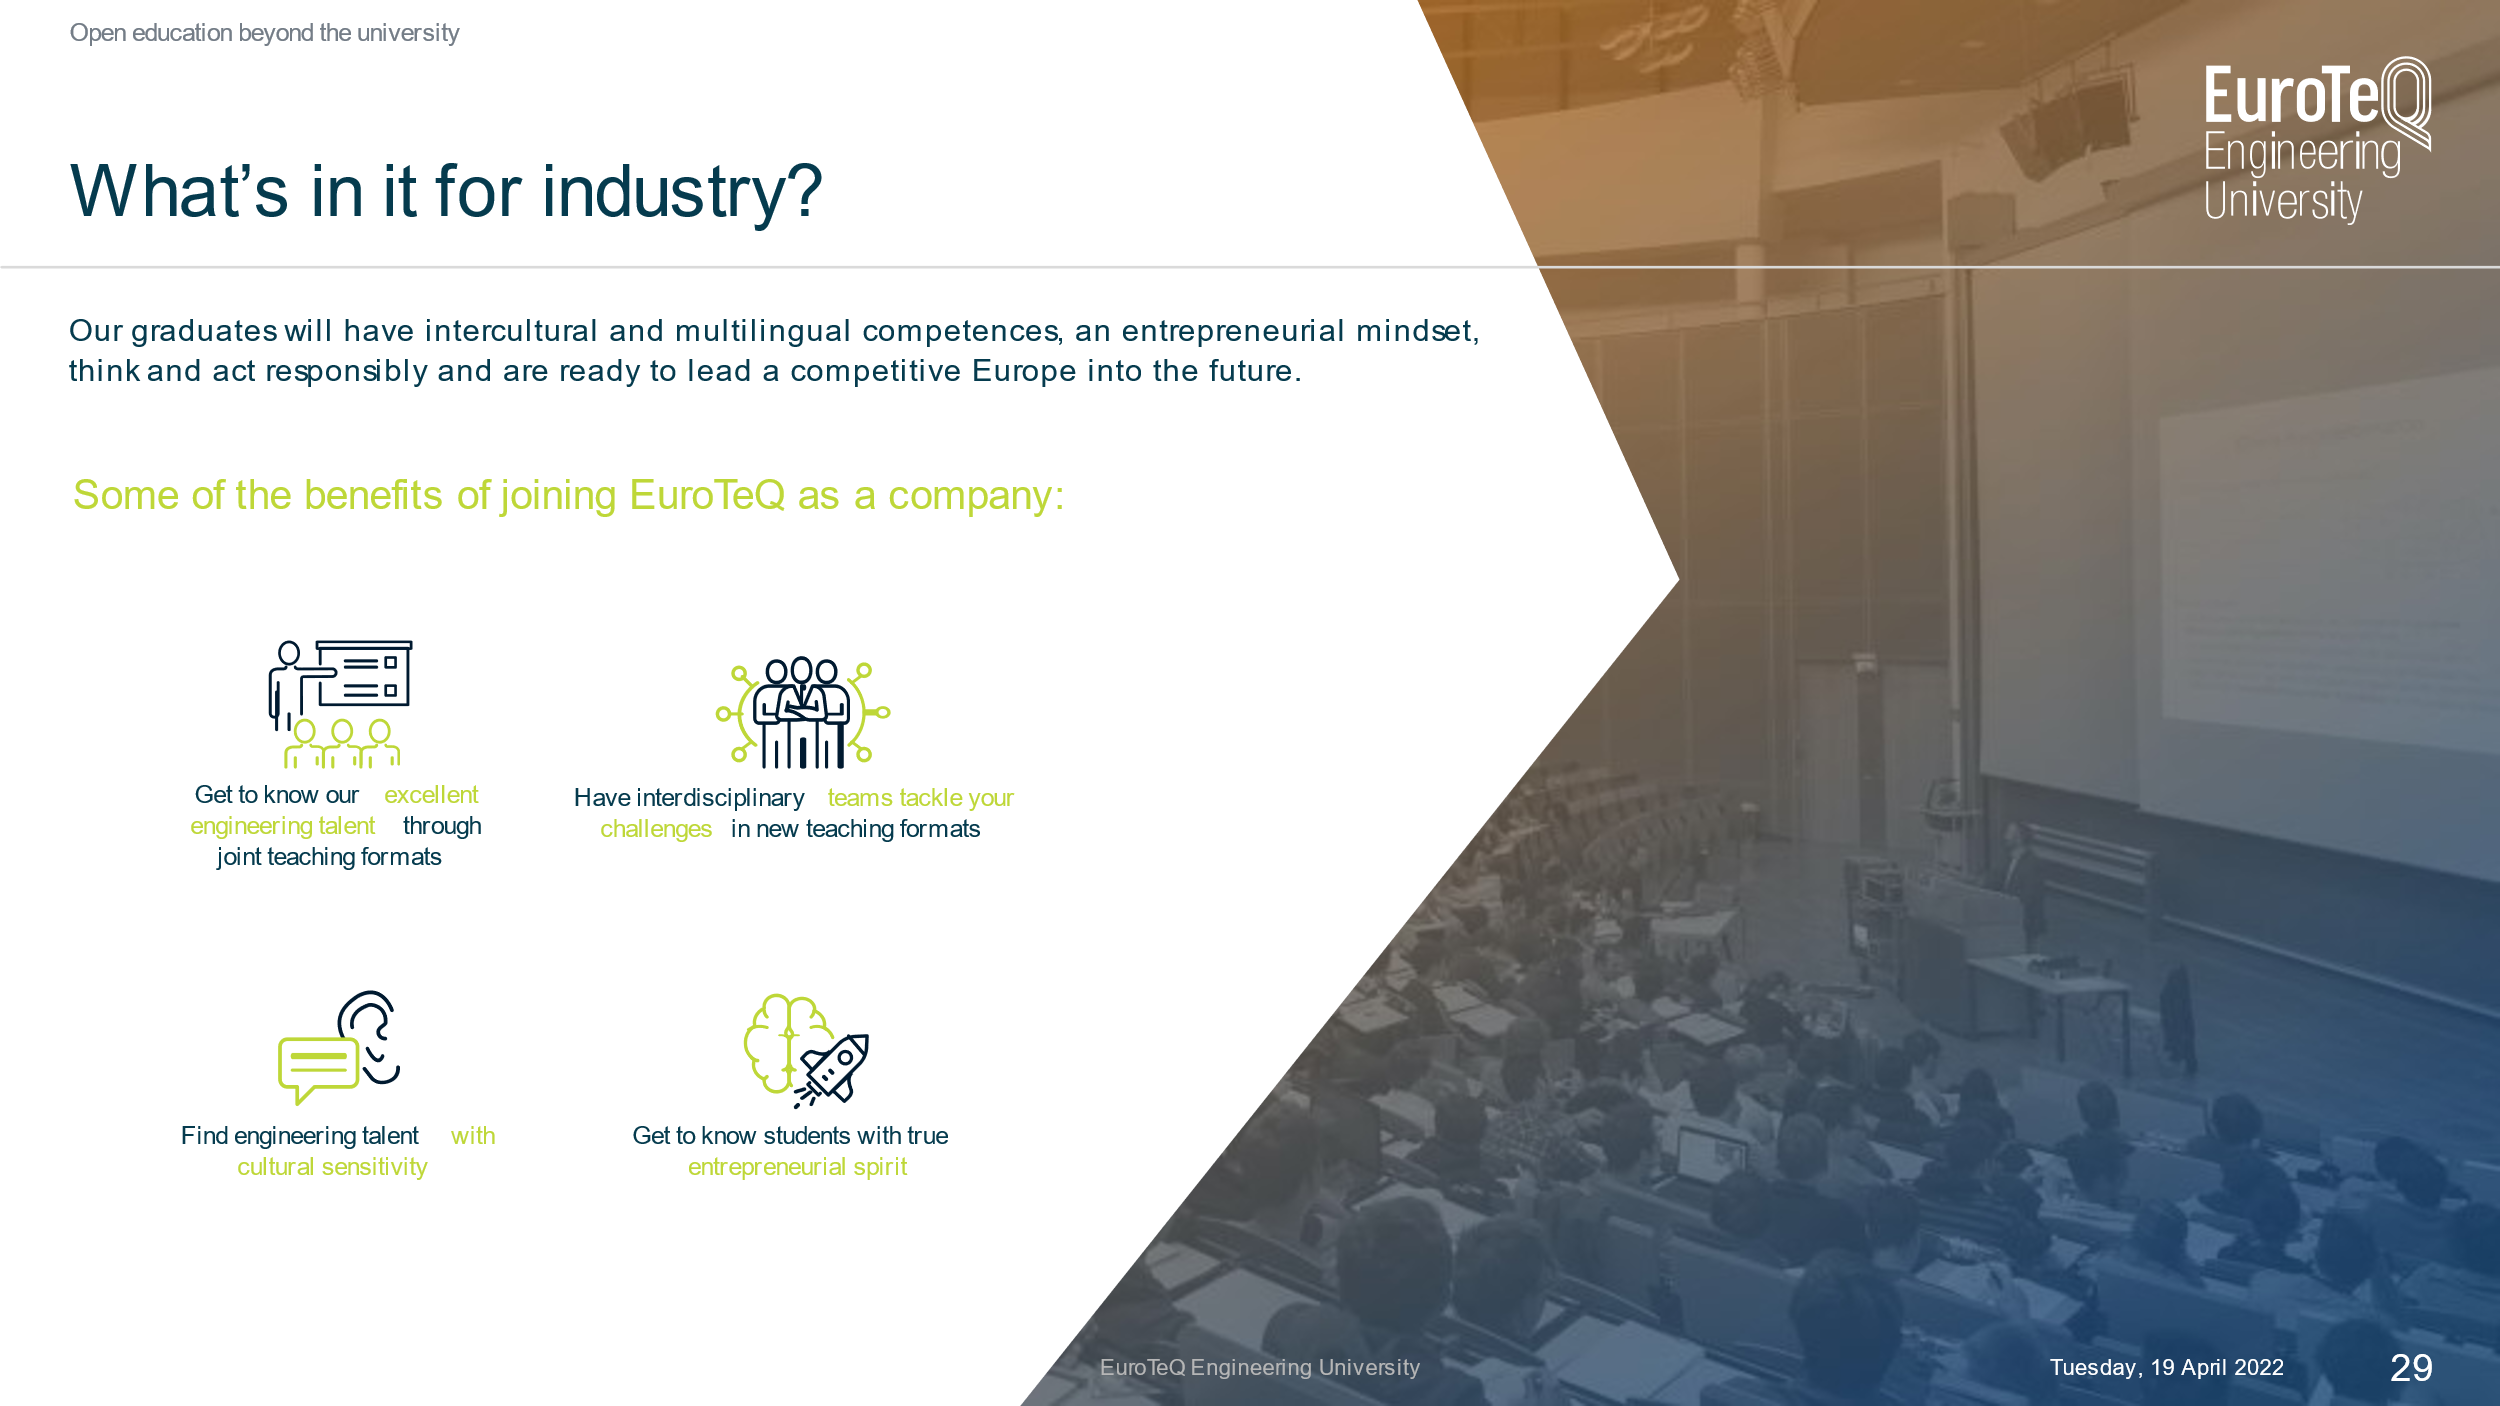 Open education beyond the university
EuroTeQ
Engineering
University
What’s in it for industry?
Our graduates will have intercultural and multilingual competences, an entrepreneurial mindset,
think and act responsibly and are ready to lead a competitive Europe into the future.
Some of the benefits of joining EuroTeQ as a company:
Get to know our excellent
engineering talent through
joint teaching formats
Have interdisciplinary teams tackle your
challenges in new teaching formats
Find engineering talent with
cultural sensitivity
Get to know students with true
entrepreneurial spirit
EuroTeQ Engineering University
Tuesday, 19 April 2022
29